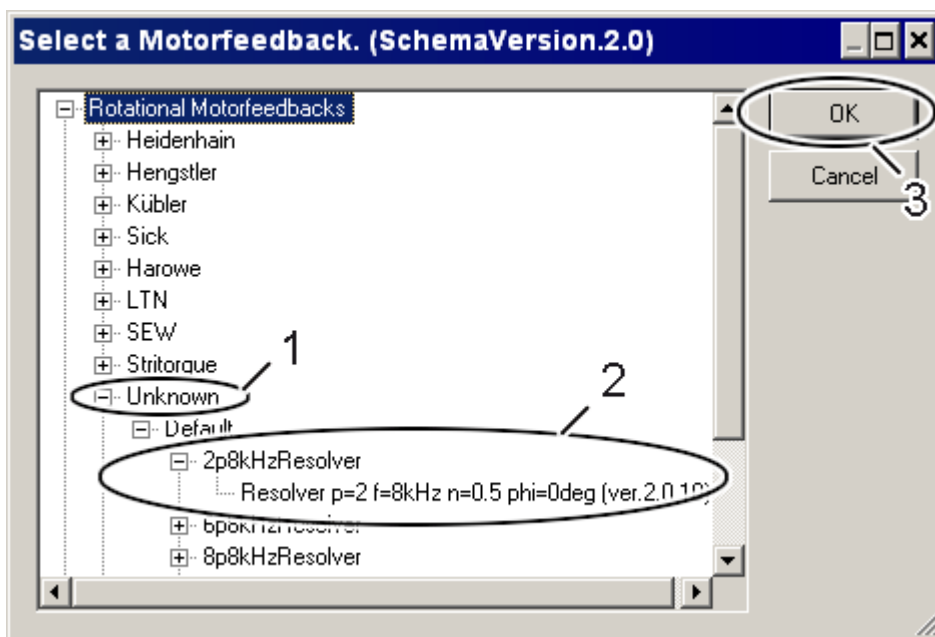 Select a Motorfeedback. (SchemaVersion.2.0)
Rotational Motorfeedbacks
OK
Heidenhain
Hengstler
Cancel
3
Kübler
Sick
Harowe
LTN
SEW
1
Stritorque
2
Unknown
Default
2p8kHzResolver
Resolver p=2 f=8kHz n=0.5 phi=0deg (ver.2.0.10)
6p8kHzResolver
8p8kHzResolver